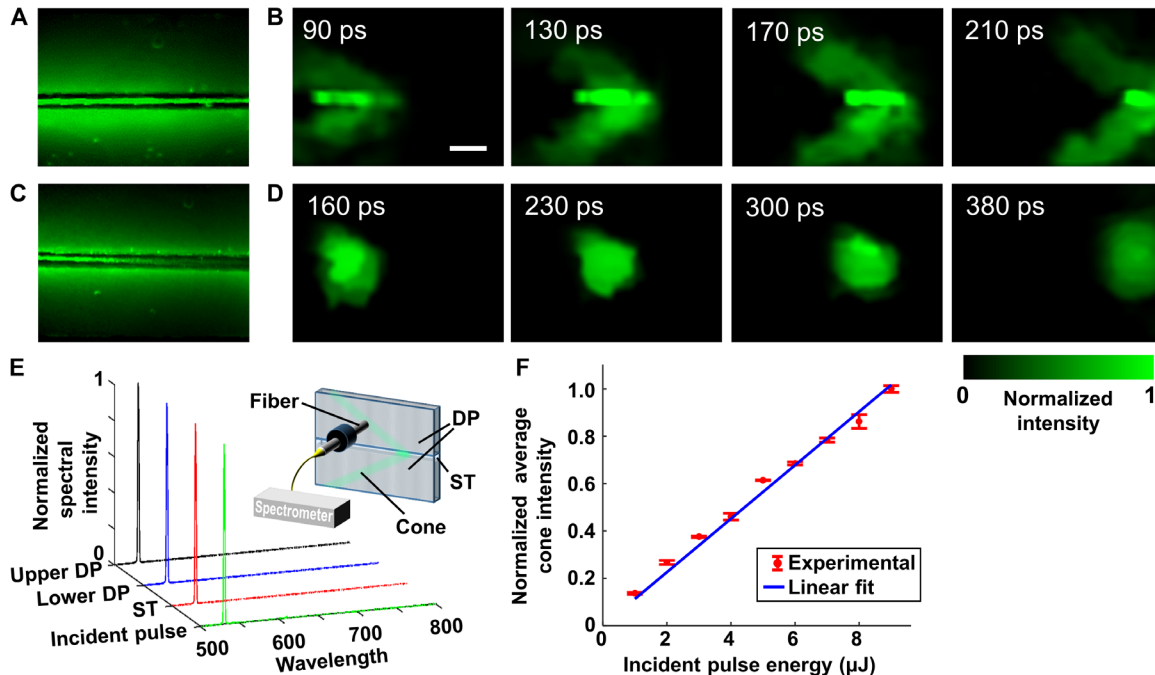 A
B
90 ps
130 ps
170 ps
210 ps
C
D
160 ps
230 ps
300 ps
380 ps
0
1
Normalized
intensity
E
1
0
Normalized
spectral
intensity
Upper DP
Lower DP
ST
Incident pulse
500
600
700
800
Wavelength
Fiber
DP
ST
Cone
Spectrometer
F
Normalized average
cone intensity
1.0
0.8
0.6
0.4
0.2
0.0
0
2
4
6
8
Incident pulse energy (µJ)
Experimental
Linear fit